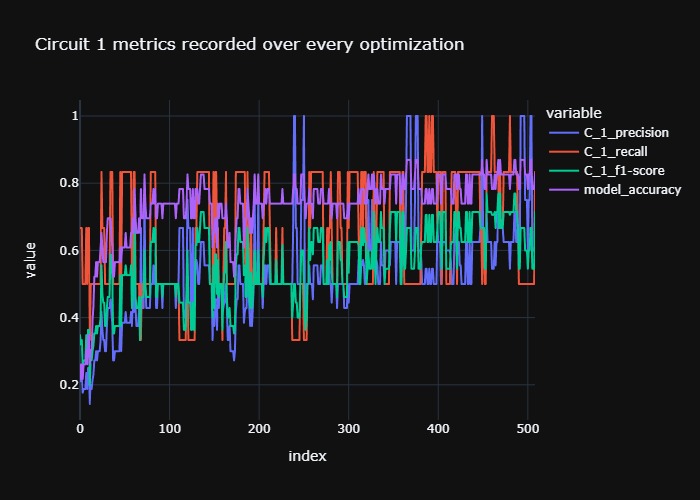 Circuit 1 metrics recorded over every optimization
variable
C_1_precision
C_1_recall
C_1_f1-score
model_accuracy
value
1
0.8
0.6
0.4
0.2
0 100 200 300 400 500
index